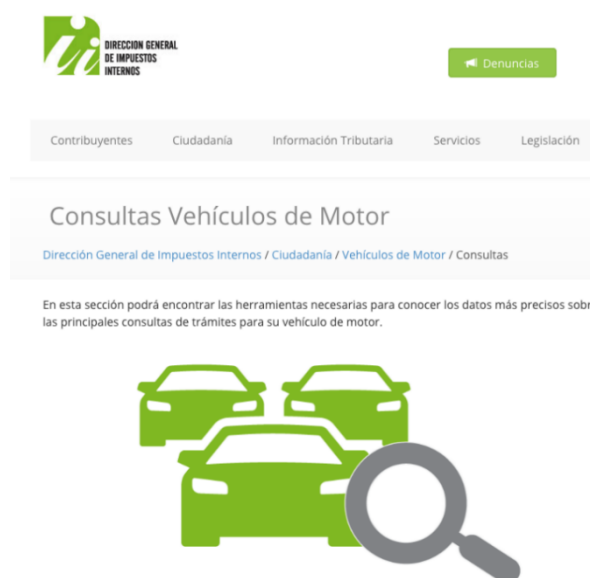 DIRECCION GENERAL
DE IMPUESTOS
INTERNOS
Denuncias
Contribuyentes Ciudadanía Información Tributaria Servicios Legislación
Consultas Vehículos de Motor
Dirección General de Impuestos Internos / Ciudadanía / Vehículos de Motor / Consultas
En esta sección podrá encontrar las herramientas necesarias para conocer los datos más precisos sobr
las principales consultas de trámites para su vehículo de motor.